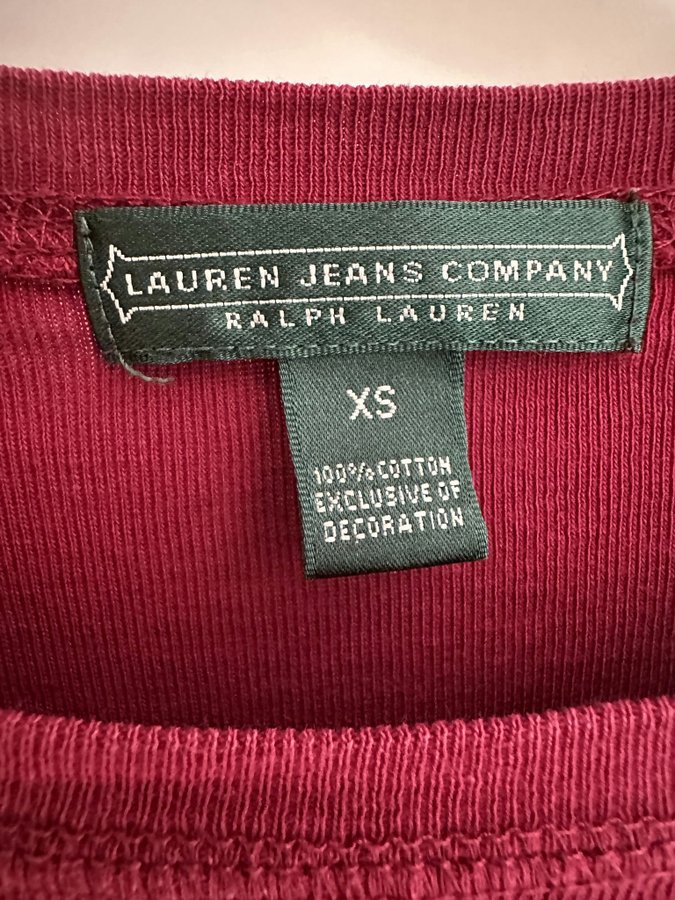 LAUREN JEANS COMPANY
RALPH LAUREN
XS
100% COTTON
EXCLUSIVE OF
DECORATION